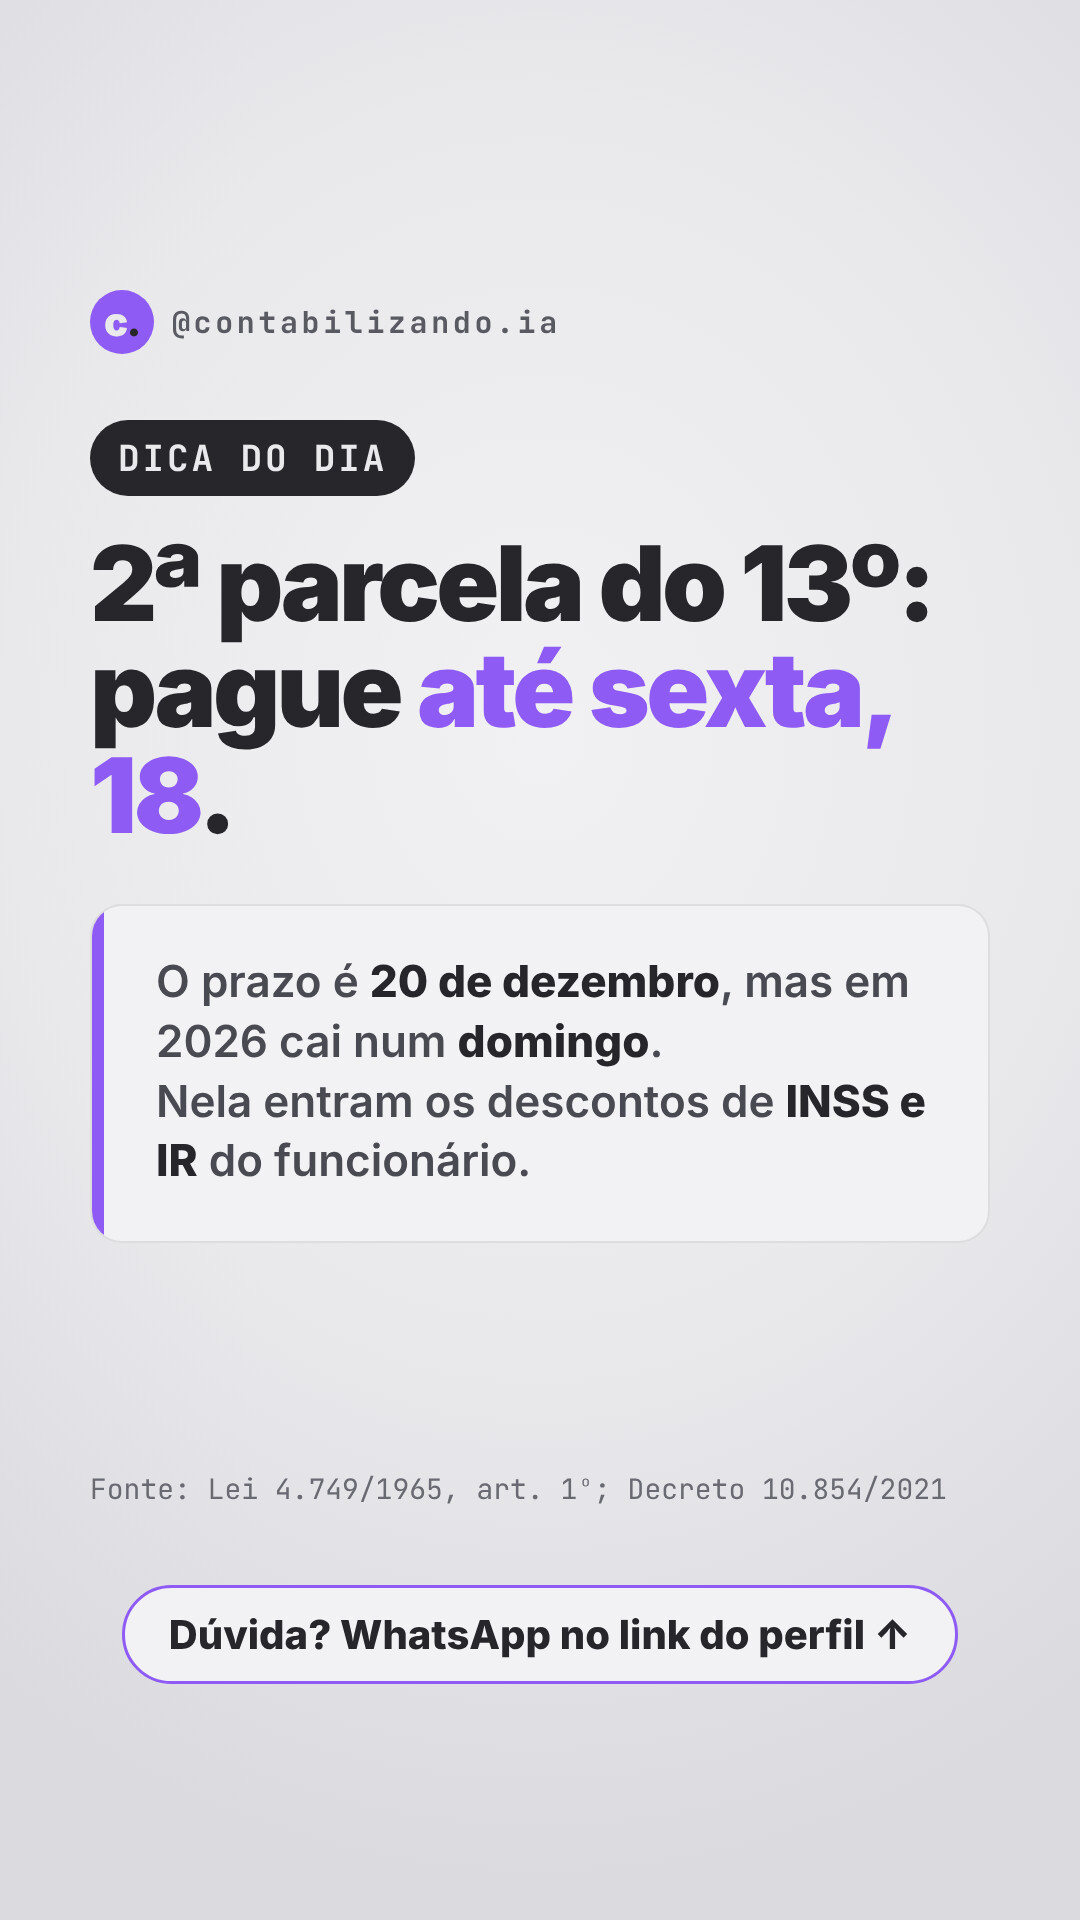 c.
@contabilizando.ia
DICA DO DIA
2ª parcela do 13º:
pague até sexta,
18.
O prazo é 20 de dezembro, mas em
2026 cai num domingo.
Nela entram os descontos de INSS e
IR do funcionário.
Fonte: Lei 4.749/1965, art. 1º; Decreto 10.854/2021
Dúvida? WhatsApp no link do perfil ↑